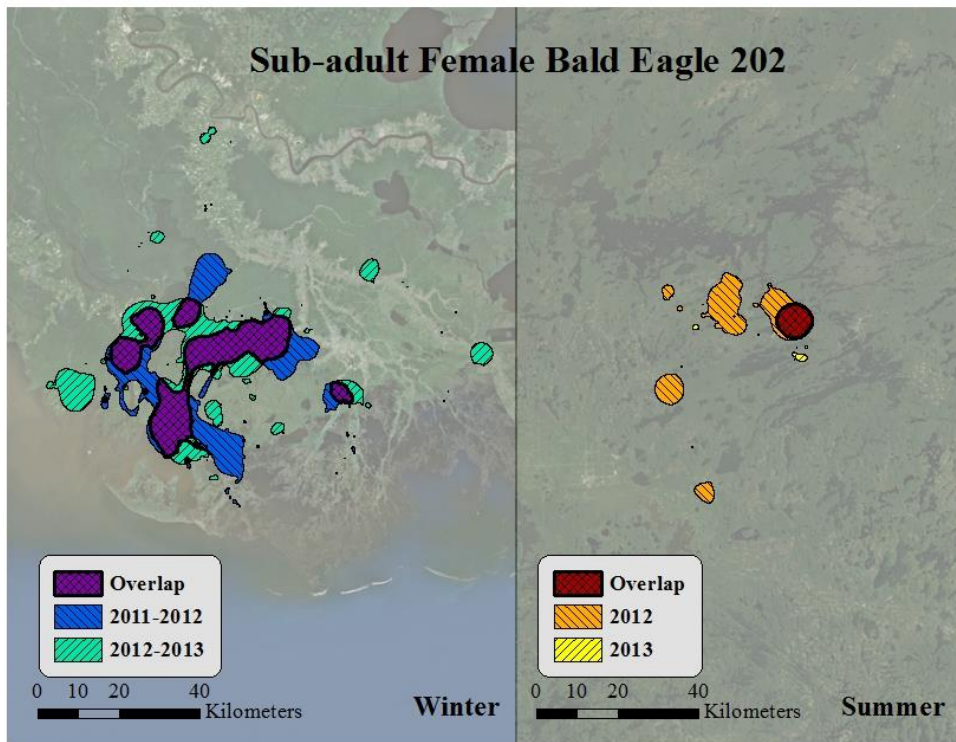 Sub-adult Female Bald Eagle 202
Overlap
2011-2012
2012-2013
0 10 20 40
Kilometers
Winter
Overlap
2012
2013
0 10 20 40
Kilometers
Summer